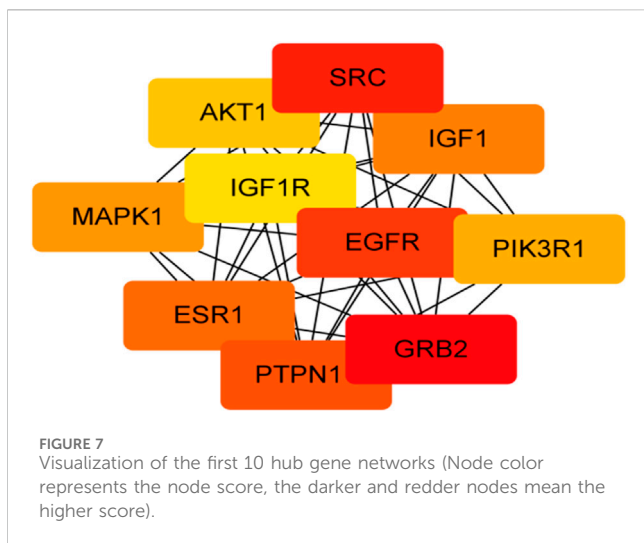 SRC
AKT1
IGF1
IGF1R
MAPK1
EGFR
PIK3R1
ESR1
GRB2
PTPN1
FIGURE 7
Visualization of the first 10 hub gene networks (Node color
represents the node score, the darker and redder nodes mean the
higher score).